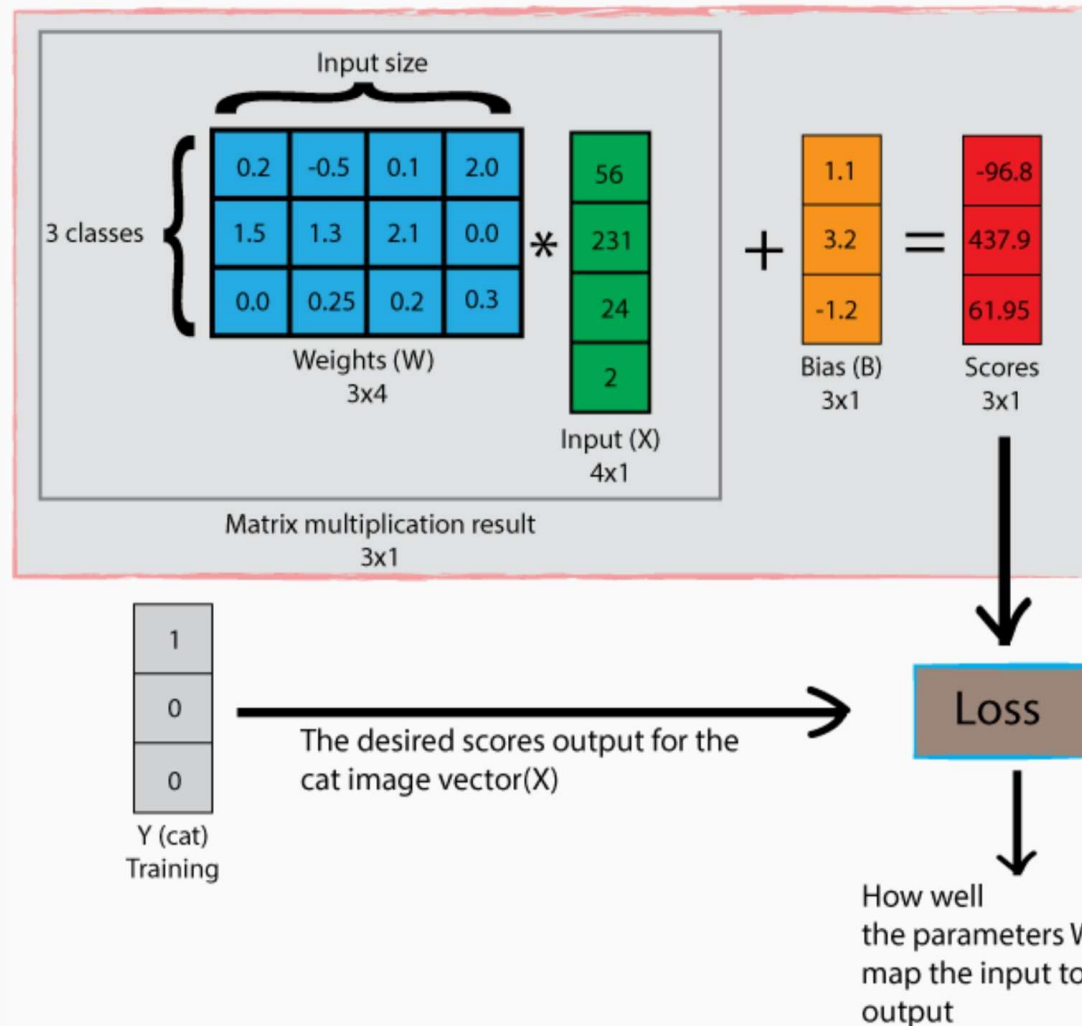 Input size
3 classes
0.2 -0.5 0.1 2.0
1.5 1.3 2.1 0.0
0.0 0.25 0.2 0.3
Weights (W)
3x4
*
56
231
24
2
Input (X)
4x1
+
1.1
3.2
-1.2
Bias (B)
3x1
=
-96.8
437.9
61.95
Scores
3x1
Matrix multiplication result
3x1
1
0
0
Y (cat)
Training
The desired scores output for the
cat image vector(X)
Loss
How well
the parameters W
map the input to
output